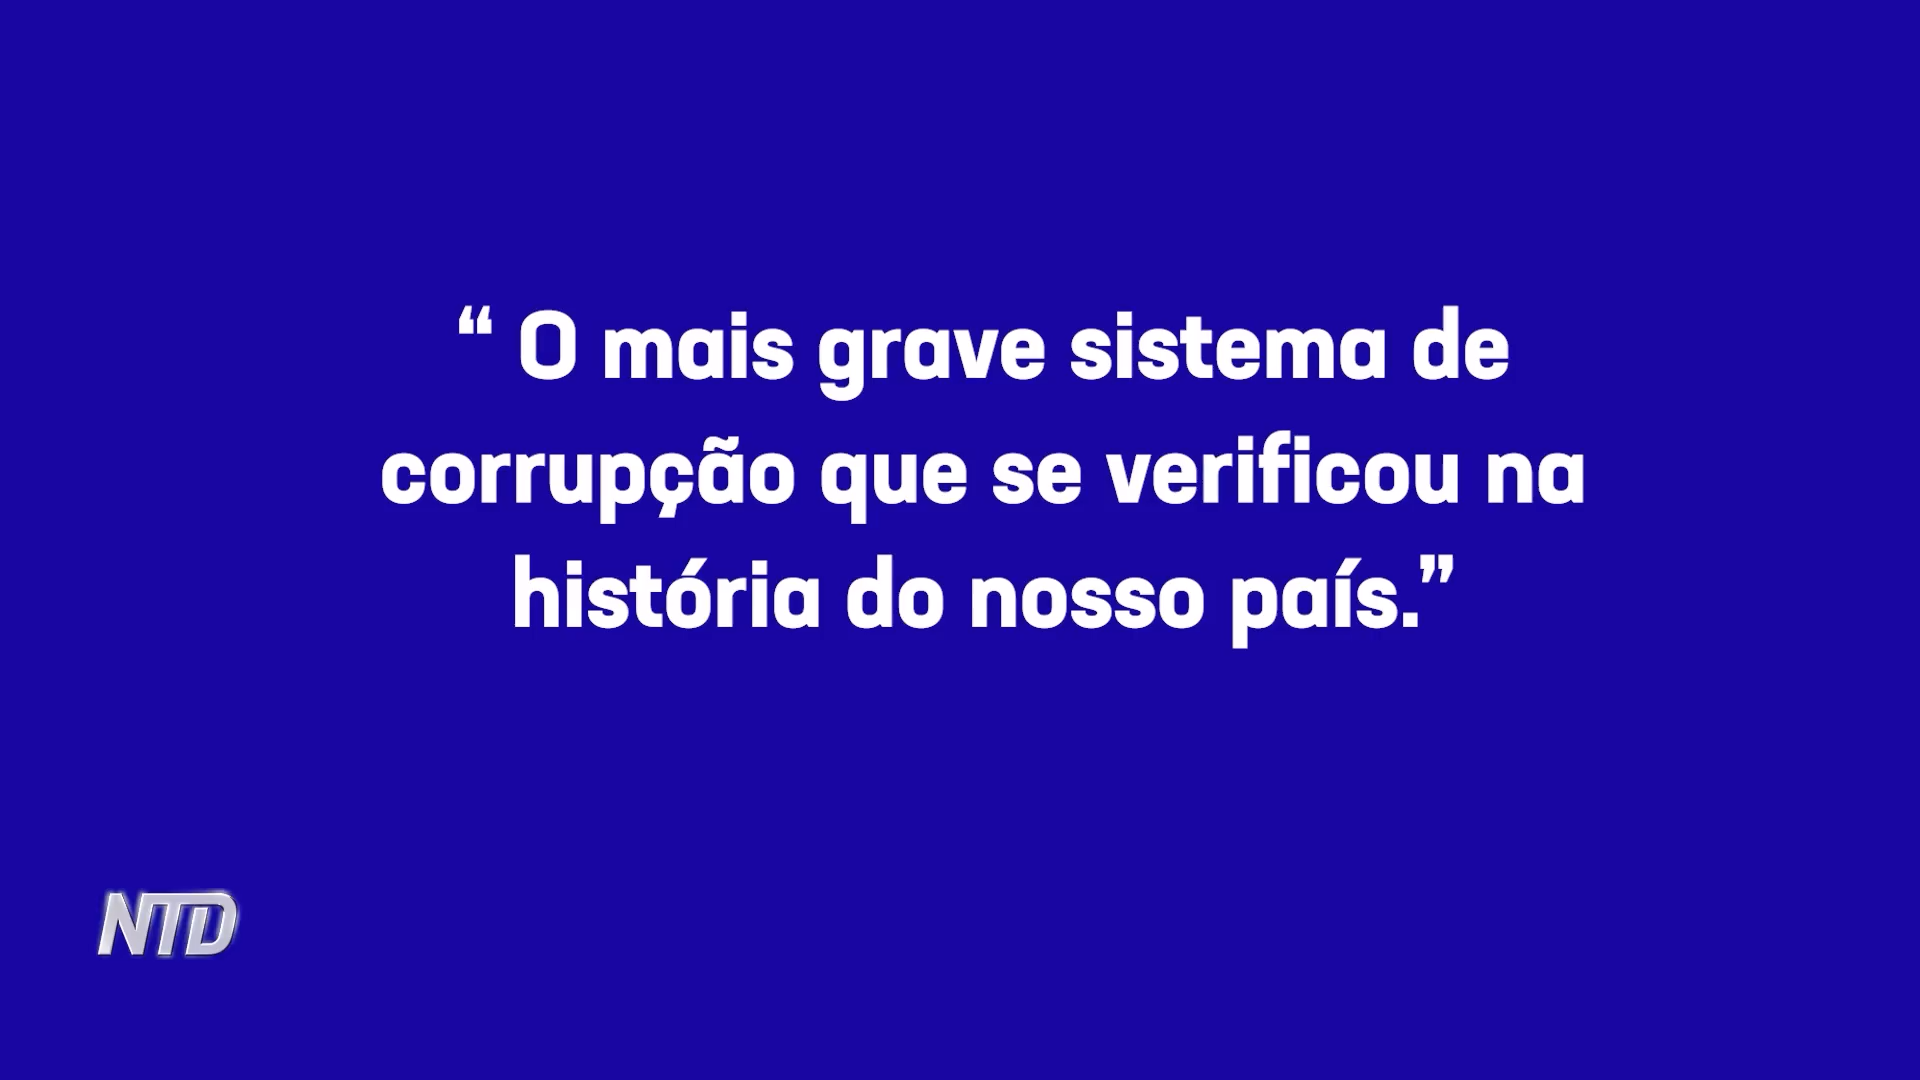 “ O mais grave sistema de
corrupção que se verificou na
história do nosso país.”
NTD